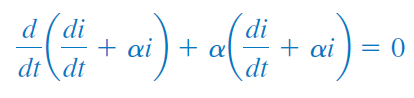 d/dt (di/dt + αi) + α(di/dt + αi) = 0